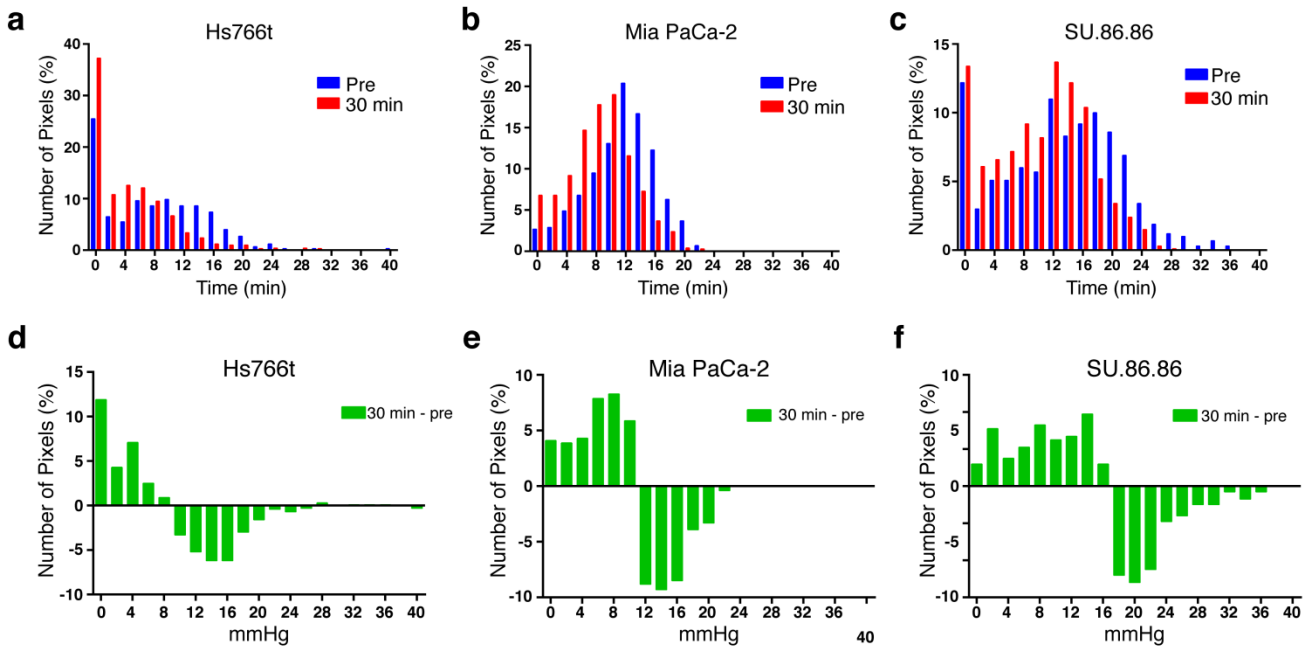 a
Hs766t
40
30
20
10
0
Number of Pixels (%)
Pre
30 min
0 4 8 12 16 20 24 28 32 36 40
Time (min)
b
Mia PaCa-2
25
20
15
10
5
0
Number of Pixels (%)
Pre
30 min
0 4 8 12 16 20 24 28 32 36 40
Time (min)
c
SU.86.86
15
10
5
0
Number of Pixels (%)
Pre
30 min
0 4 8 12 16 20 24 28 32 36 40
Time (min)
d
Hs766t
15
10
5
0
-5
-10
Number of Pixels (%)
30 min - pre
0 4 8 12 16 20 24 28 32 36 40
mmHg
e
Mia PaCa-2
10
5
0
-5
-10
Number of Pixels (%)
30 min - pre
0 4 8 12 16 20 24 28 32 36
mmHg
40
f
SU.86.86
10
5
0
-5
-10
Number of Pixels (%)
30 min - pre
0 4 8 12 16 20 24 28 32 36 40
mmHg